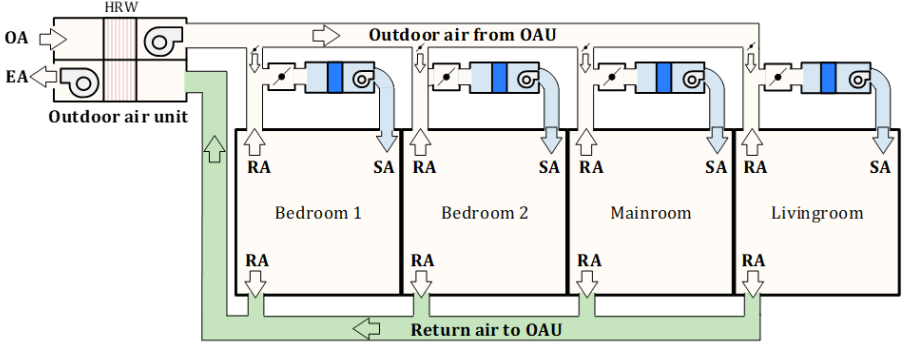 HRW
OA
Outdoor air from OAU
EA
Outdoor air unit
RA SA RA SA RA SA RA SA
Bedroom 1 Bedroom 2 Mainroom Livingroom
RA RA RA RA
Return air to OAU